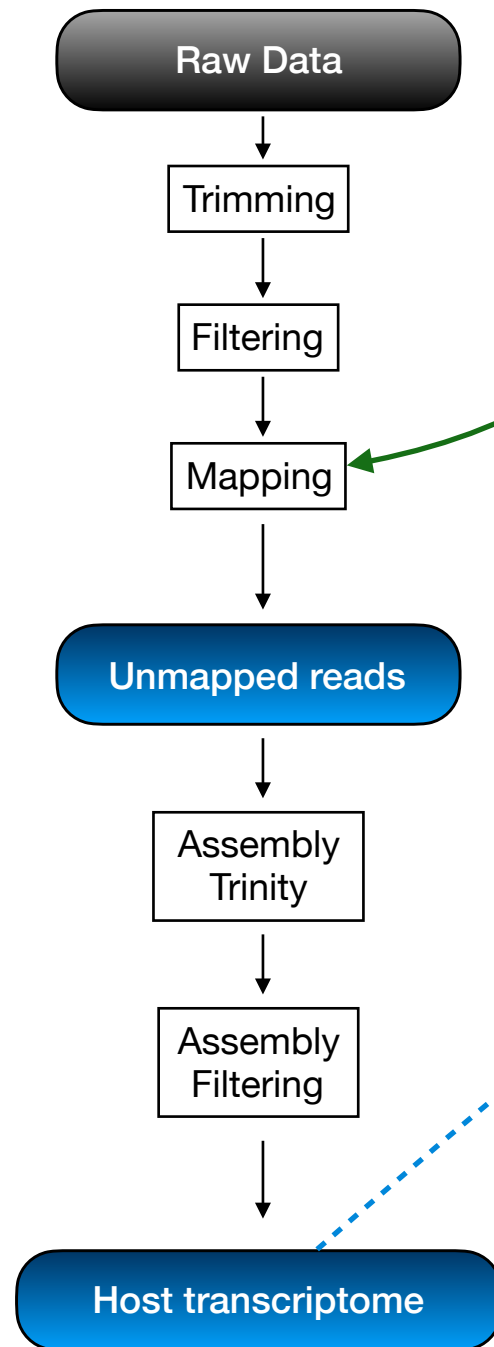 Raw Data
Trimming
Filtering
Mapping
Unmapped reads
Assembly
Trinity
Assembly
Filtering
Host transcriptome